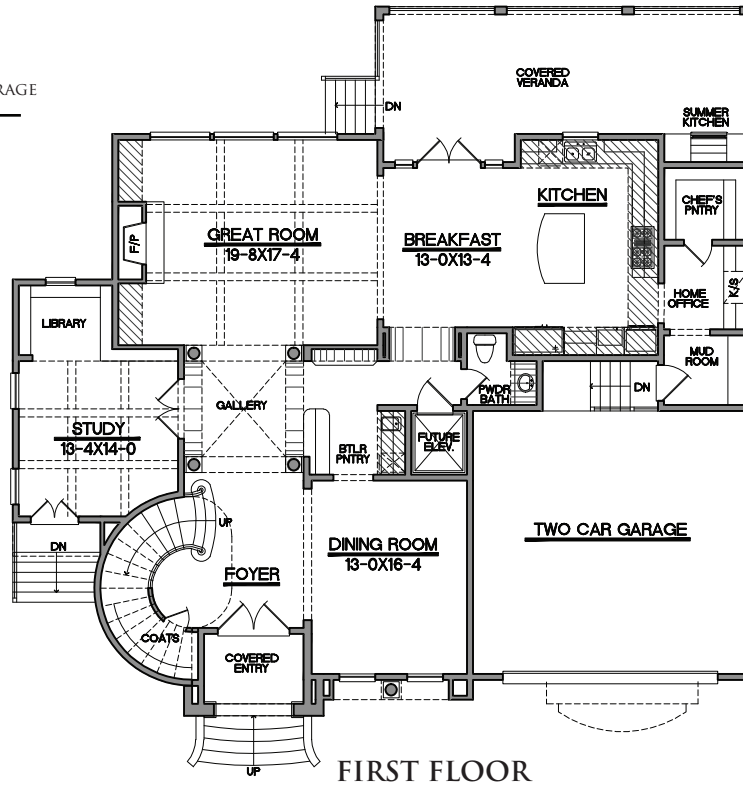 RAGE
COVERED
VERANDA
DN
SUMMER
KITCHEN
KITCHEN
CHEF'S
PNTRY
GREAT ROOM
19-8X17-4
F/P
BREAKFAST
13-0X13-4
HOME
OFFICE
K/S
LIBRARY
MUD
ROOM
DN
PWDR
BATH
GALLERY
STUDY
13-4X14-0
BTLR
PNTRY
FUTURE
ELEV.
UP
TWO CAR GARAGE
DN
DINING ROOM
13-0X16-4
FOYER
COATS
COVERED
ENTRY
UP
FIRST FLOOR